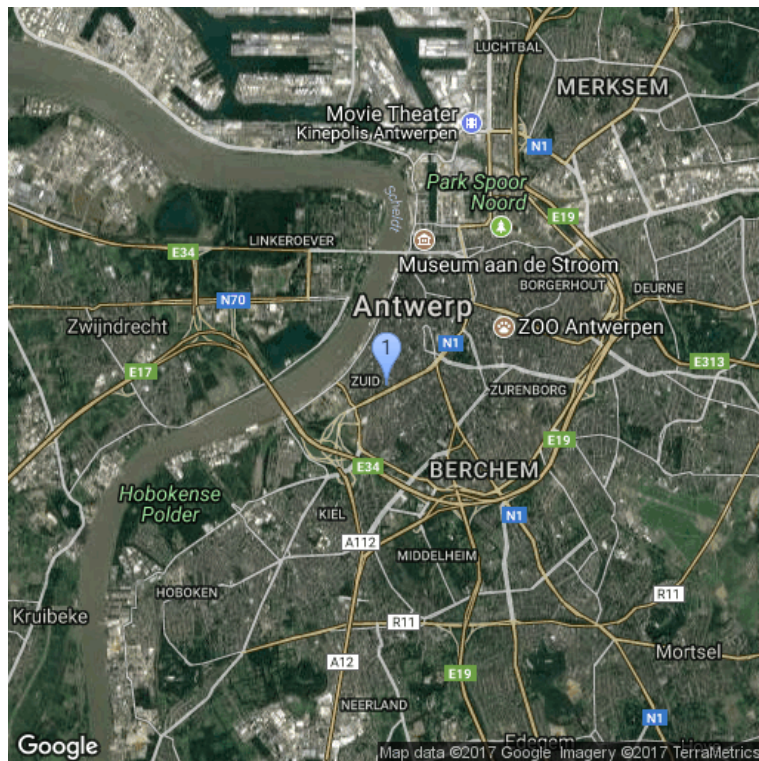 LUCHTBAL
MERKSEM
Movie Theater
Kinepolis Antwerpen
N1
Park Spoor
Noord
Scheldt
E19
LINKEROEVER
E34
Museum aan de Stroom
BORGERHOUT
DEURNE
N70
Antwerp
Zwijndrecht
ZOO Antwerpen
N1
1
E313
E17
ZUID
ZURENBORG
E19
E34
BERCHEM
Hobokense
Polder
KIEL
N1
A112
MIDDELHEIM
HOBOKEN
R11
Kruibeke
R11
Mortsel
A12
E19
NEERLAND
N1
Edegem
Google
Map data ©2017 Google Imagery ©2017 TerraMetrics